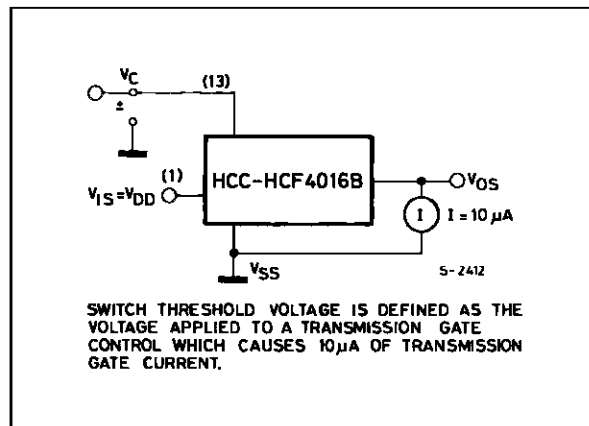 VC
(13)
±
(1)
VIS=VDD
HCC-HCF4016B
VOS
I
I = 10 µA
VSS
S-2412
SWITCH THRESHOLD VOLTAGE IS DEFINED AS THE
VOLTAGE APPLIED TO A TRANSMISSION GATE
CONTROL WHICH CAUSES 10µA OF TRANSMISSION
GATE CURRENT.